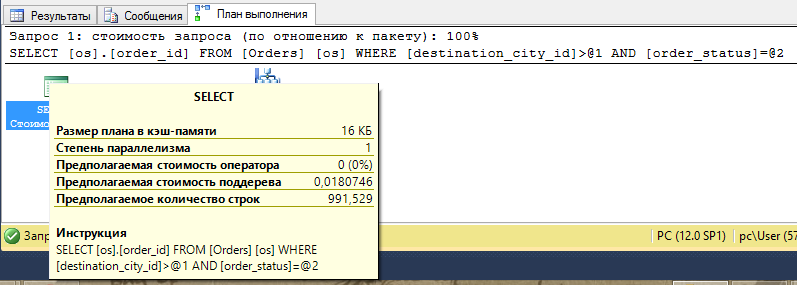 Результаты Сообщения План выполнения
Запрос 1: стоимость запроса (по отношению к пакету): 100%
SELECT [os].[order_id] FROM [Orders] [os] WHERE [destination_city_id]>@1 AND [order_status]=@2
SELECT
Размер плана в кэш-памяти 16 КБ
Степень параллелизма 1
Предполагаемая стоимость оператора 0 (0%)
Предполагаемая стоимость поддерева 0,0180746
Предполагаемое количество строк 991,529
Инструкция
SELECT [os].[order_id] FROM [Orders] [os] WHERE
[destination_city_id]>@1 AND [order_status]=@2
PC (12.0 SP1) pc\User (57